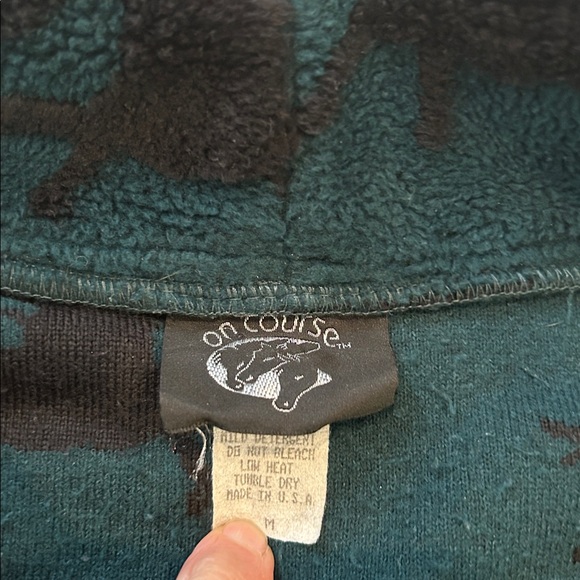 on course™
MILD DETERGENT
DO NOT BLEACH
LOW HEAT
TUMBLE DRY
MADE IN U.S.A
M